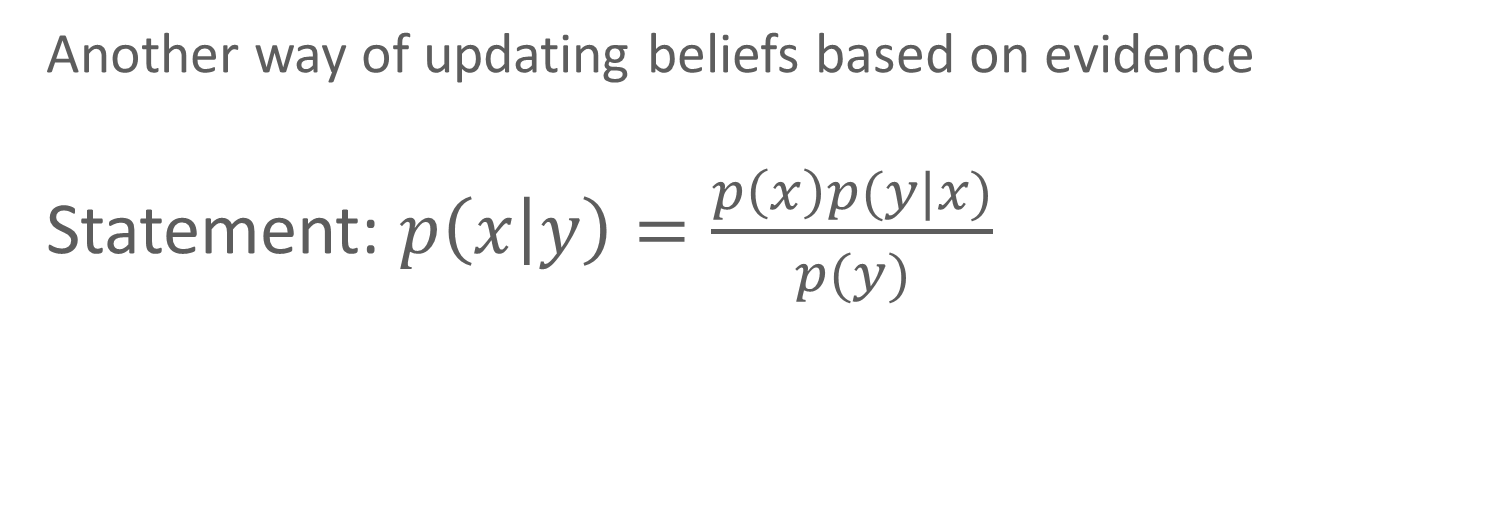 Another way of updating beliefs based on evidence
Statement: p(x|y) = p(x)p(y|x) / p(y)